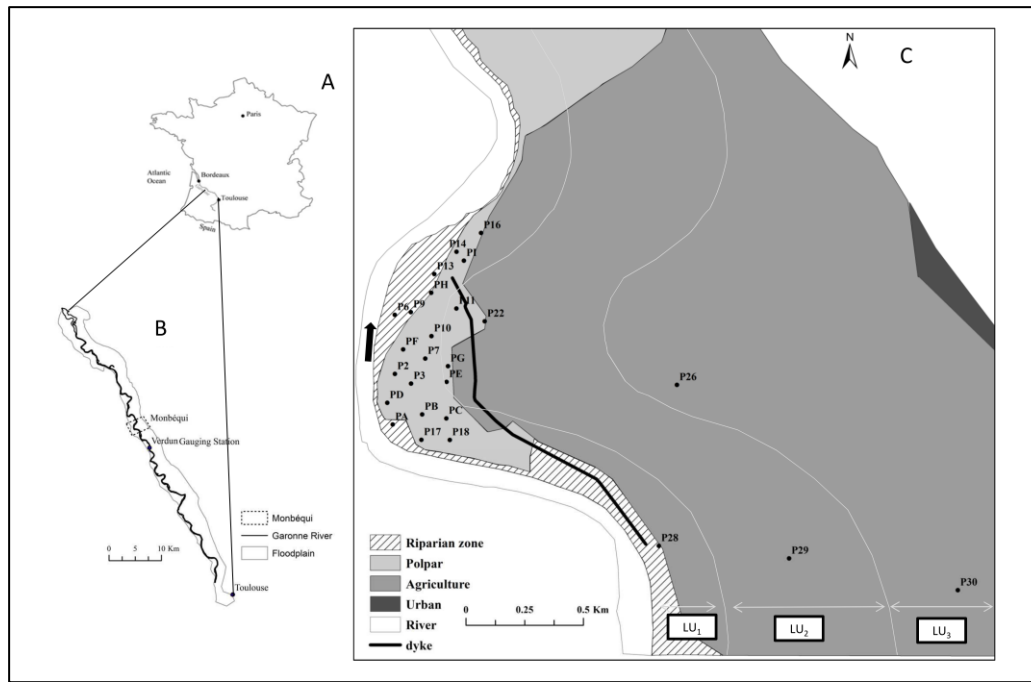 A
Paris
Atlantic
Ocean
Bordeaux
Toulouse
Spain
B
Monbéqui
Verdun Gauging Station
0 5 10 Km
Monbéqui
Garonne River
Floodplain
Toulouse
N
C
P16
P14
PI
P13
PH
P6
P9
P11
P22
P10
PF
P7
PG
P2
P3
PE
PD
PB
PC
PA
P17
P18
P26
P28
P29
P30
Riparian zone
Polpar
Agriculture
Urban
River
dyke
0 0.25 0.5 Km
LU1
LU2
LU3